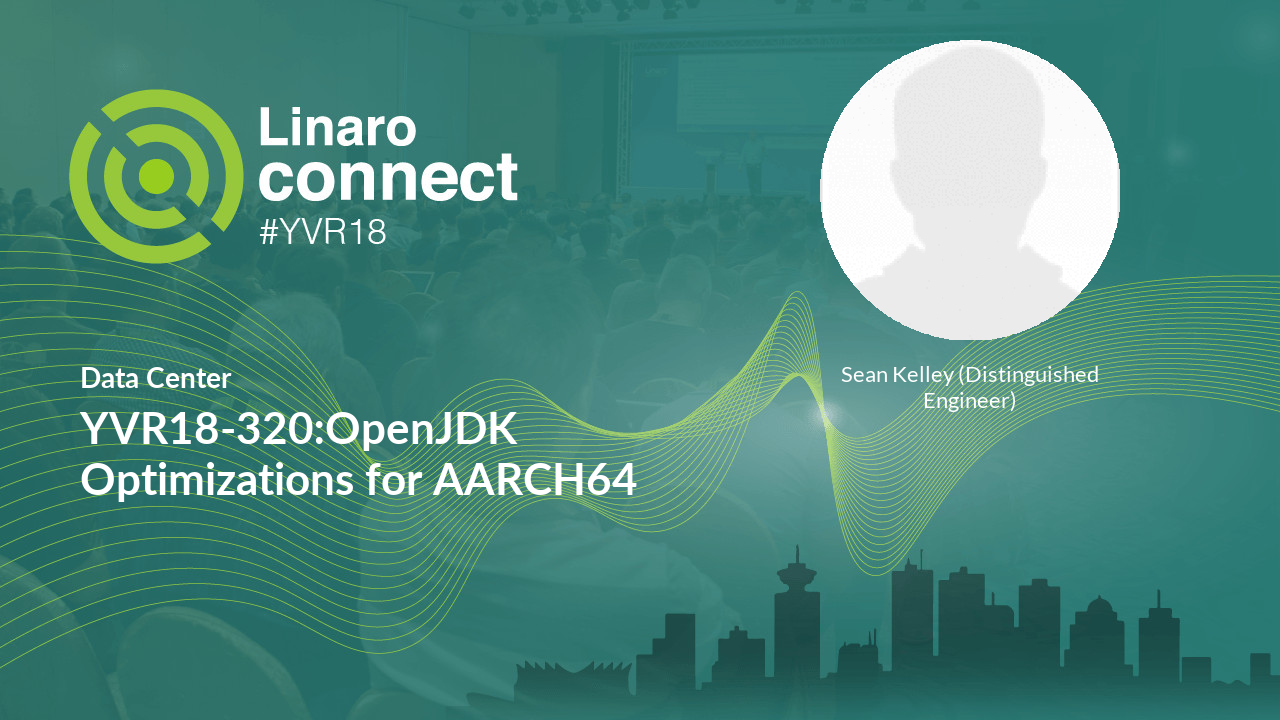 Linaro
connect
#YVR18
Data Center
YVR18-320:OpenJDK
Optimizations for AARCH64
Sean Kelley (Distinguished
Engineer)